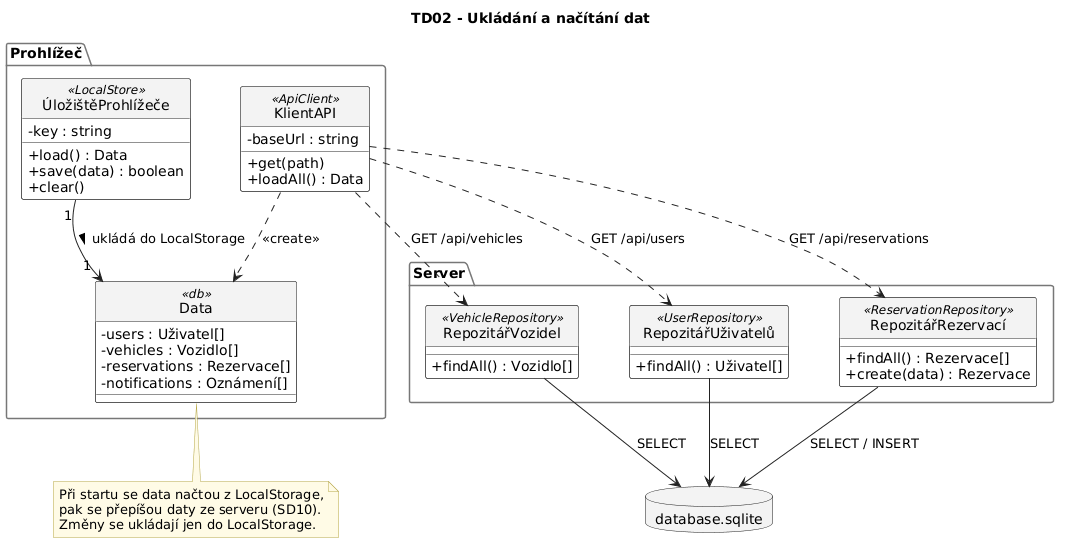 TD02 - Ukládání a načítání dat
Prohlížeč
«LocalStore»
ÚložištěProhlížeče
-key : string
+load() : Data
+save(data) : boolean
+clear()
«ApiClient»
KlientAPI
-baseUrl : string
+get(path)
+loadAll() : Data
1
ukládá do LocalStorage
1
«create»
GET /api/vehicles
GET /api/users
GET /api/reservations
«db»
Data
-users : Uživatel[]
-vehicles : Vozidlo[]
-reservations : Rezervace[]
-notifications : Oznámení[]
Server
«VehicleRepository»
RepozitářVozidel
+findAll() : Vozidlo[]
«UserRepository»
RepozitářUživatelů
+findAll() : Uživatel[]
«ReservationRepository»
RepozitářRezervací
+findAll() : Rezervace[]
+create(data) : Rezervace
SELECT
SELECT
SELECT / INSERT
Při startu se data načtou z LocalStorage,
pak se přepíšou daty ze serveru (SD10).
Změny se ukládají jen do LocalStorage.
database.sqlite